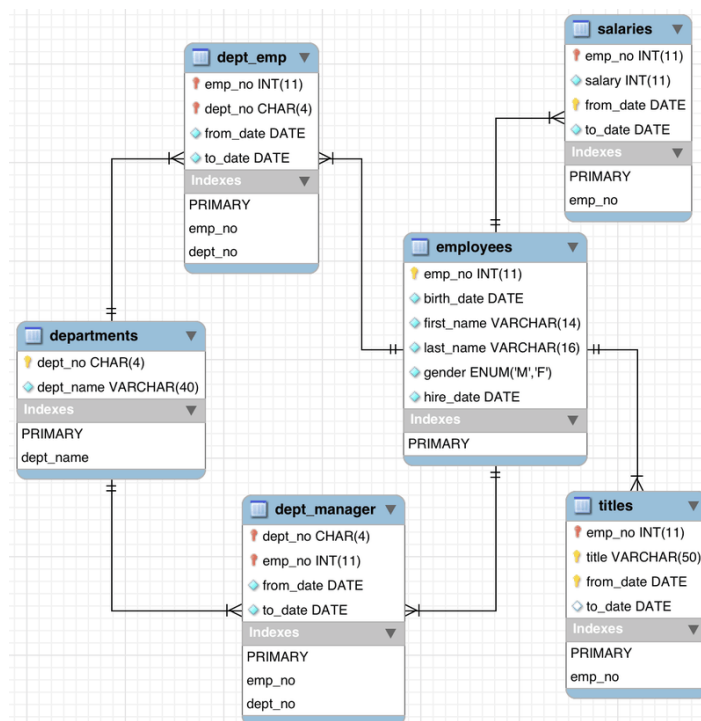 dept_emp
emp_no INT(11)
dept_no CHAR(4)
from_date DATE
to_date DATE
Indexes
PRIMARY
emp_no
dept_no
salaries
emp_no INT(11)
salary INT(11)
from_date DATE
to_date DATE
Indexes
PRIMARY
emp_no
employees
emp_no INT(11)
birth_date DATE
first_name VARCHAR(14)
last_name VARCHAR(16)
gender ENUM('M','F')
hire_date DATE
Indexes
PRIMARY
departments
dept_no CHAR(4)
dept_name VARCHAR(40)
Indexes
PRIMARY
dept_name
dept_manager
dept_no CHAR(4)
emp_no INT(11)
from_date DATE
to_date DATE
Indexes
PRIMARY
emp_no
dept_no
titles
emp_no INT(11)
title VARCHAR(50)
from_date DATE
to_date DATE
Indexes
PRIMARY
emp_no